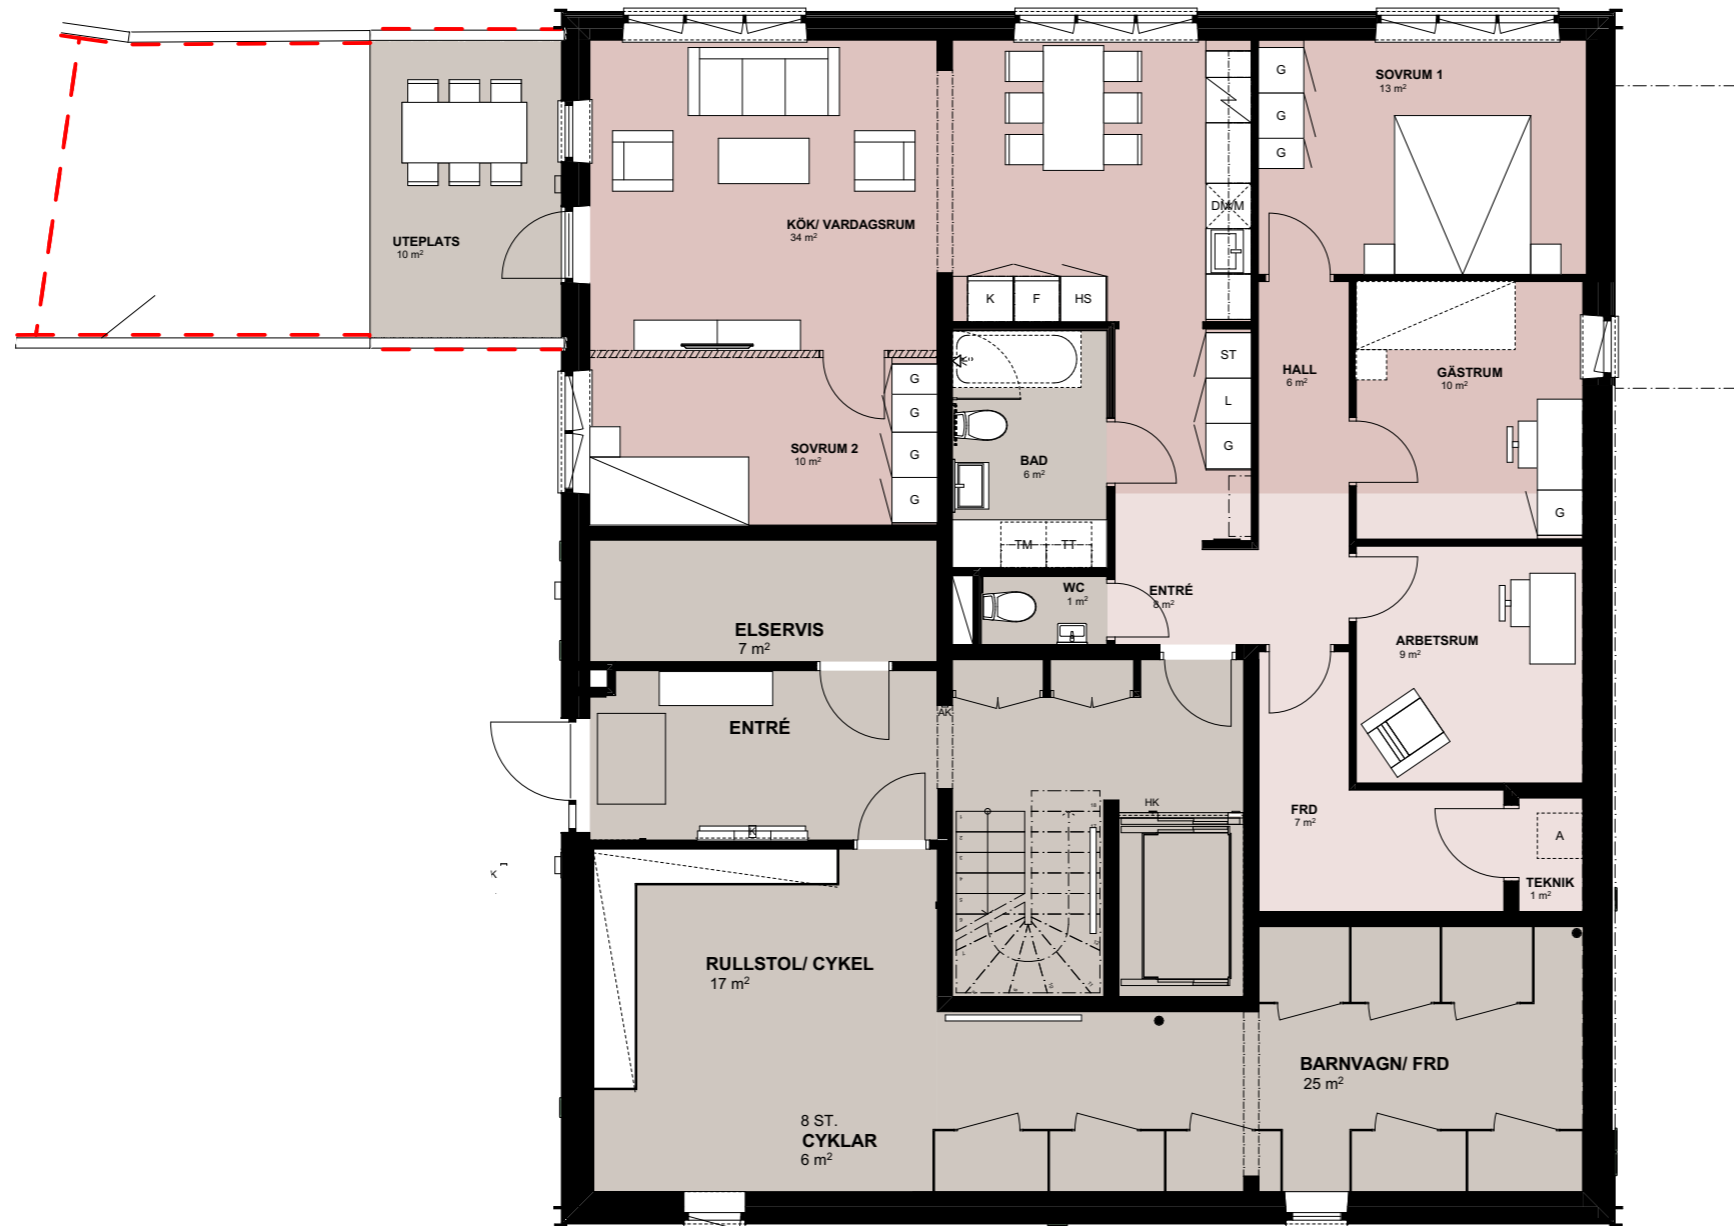 SOVRUM 1
13 m²
G
G
G
DM/M
KÖK/ VARDAGSRUM
34 m²
UTEPLATS
10 m²
K
F
HS
ST
L
G
HALL
6 m²
GÄSTRUM
10 m²
G
G
G
G
G
SOVRUM 2
10 m²
BAD
6 m²
TM
TT
WC
1 m²
ENTRÉ
8 m²
ELSERVIS
7 m²
ARBETSRUM
9 m²
ENTRÉ
AK
HK
FRD
7 m²
A
TEKNIK
1 m²
K
K
RULLSTOL/ CYKEL
17 m²
BARNVAGN/ FRD
25 m²
8 ST.
CYKLAR
6 m²